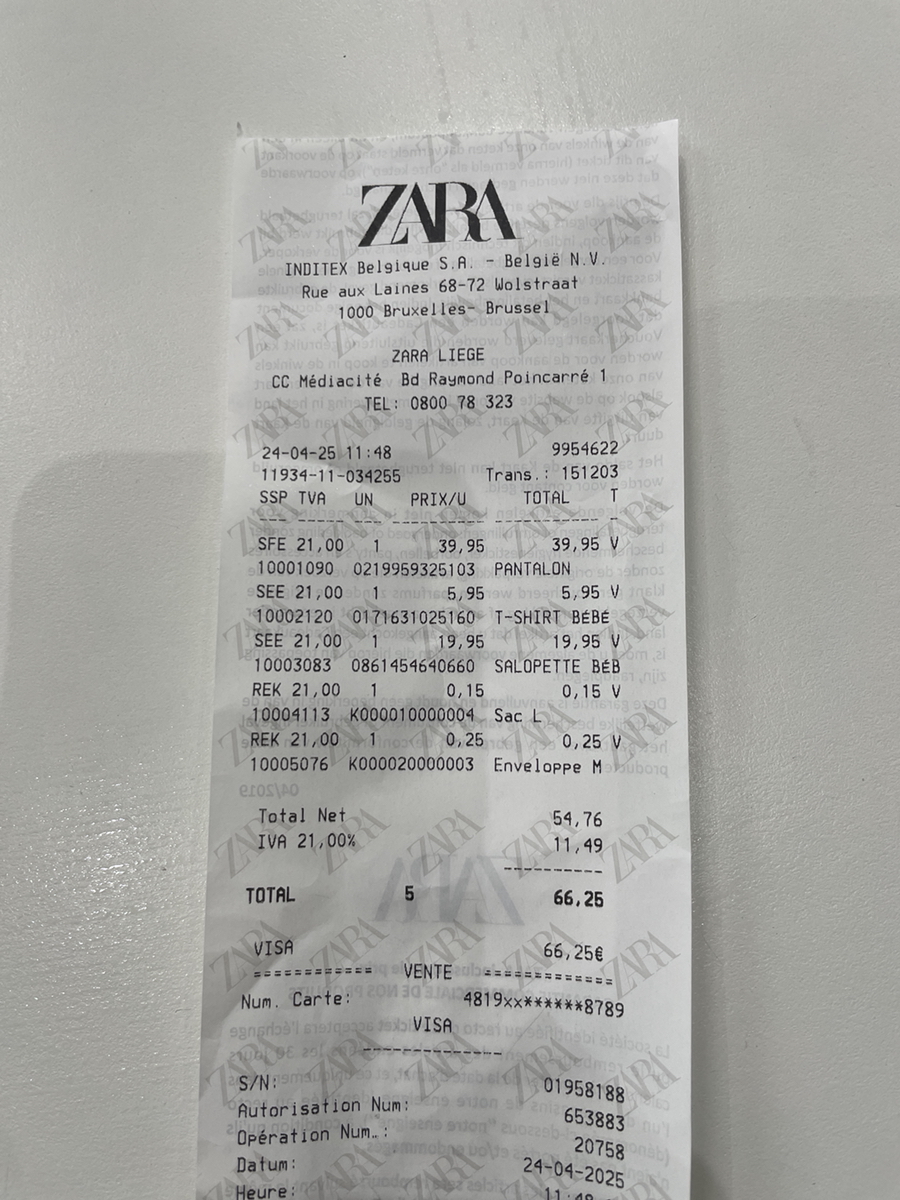 ZARA
INDITEX Belgique S.A. - België N.V.
Rue aux Laines 68-72 Wolstraat
1000 Bruxelles- Brussel
ZARA LIEGE
CC Médiacité Bd Raymond Poincarré 1
TEL: 0800 78 323
24-04-25 11:48 9954622
11934-11-034255 Trans.: 151203
SSP TVA UN PRIX/U TOTAL T
SFE 21,00 1 39,95 39,95 V
10001090 0219959325103 PANTALON
SEE 21,00 1 5,95 5,95 V
10002120 0171631025160 T-SHIRT BÉBÉ
SEE 21,00 1 19,95 19,95 V
10003083 0861454640660 SALOPETTE BÉB
REK 21,00 1 0,15 0,15 V
10004113 K000010000004 Sac L
REK 21,00 1 0,25 0,25 V
10005076 K000020000003 Enveloppe M
Total Net 54,76
IVA 21,00% 11,49
TOTAL 5 66,25
VISA 66,25€
============ VENTE =============
Num. Carte: 4819xx******8789
VISA
S/N: 01958188
Autorisation Num: 653883
Opération Num.: 20758
Datum: 24-04-2025
Heure: 11:48